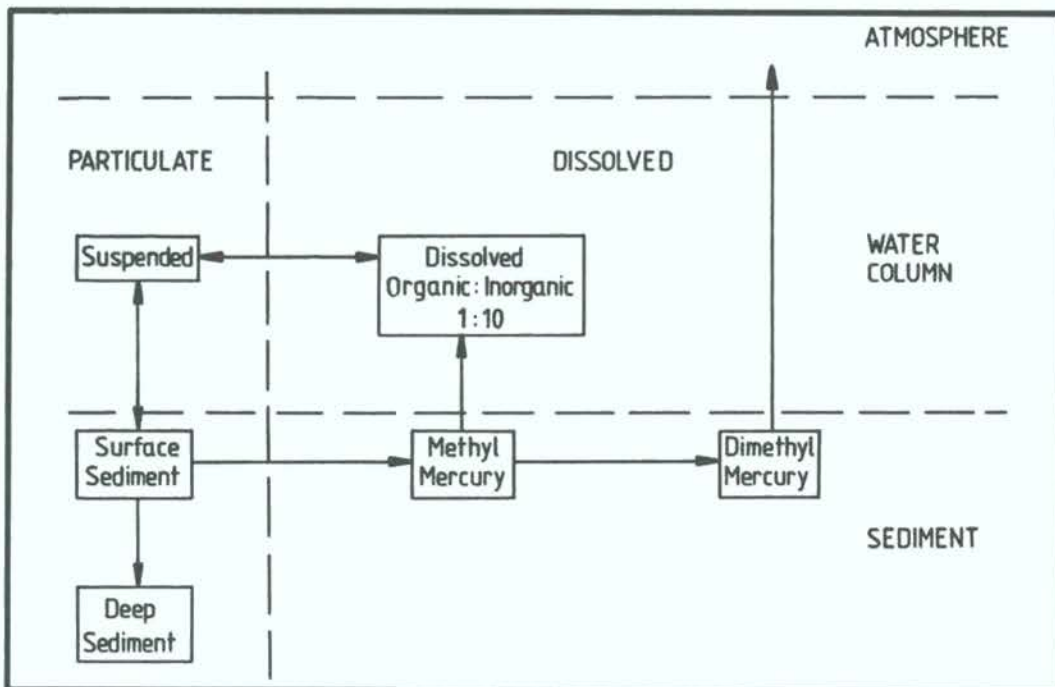 ATMOSPHERE
PARTICULATE
DISSOLVED
Suspended
Dissolved
Organic: Inorganic
1:10
WATER
COLUMN
Surface
Sediment
Methyl
Mercury
Dimethyl
Mercury
SEDIMENT
Deep
Sediment